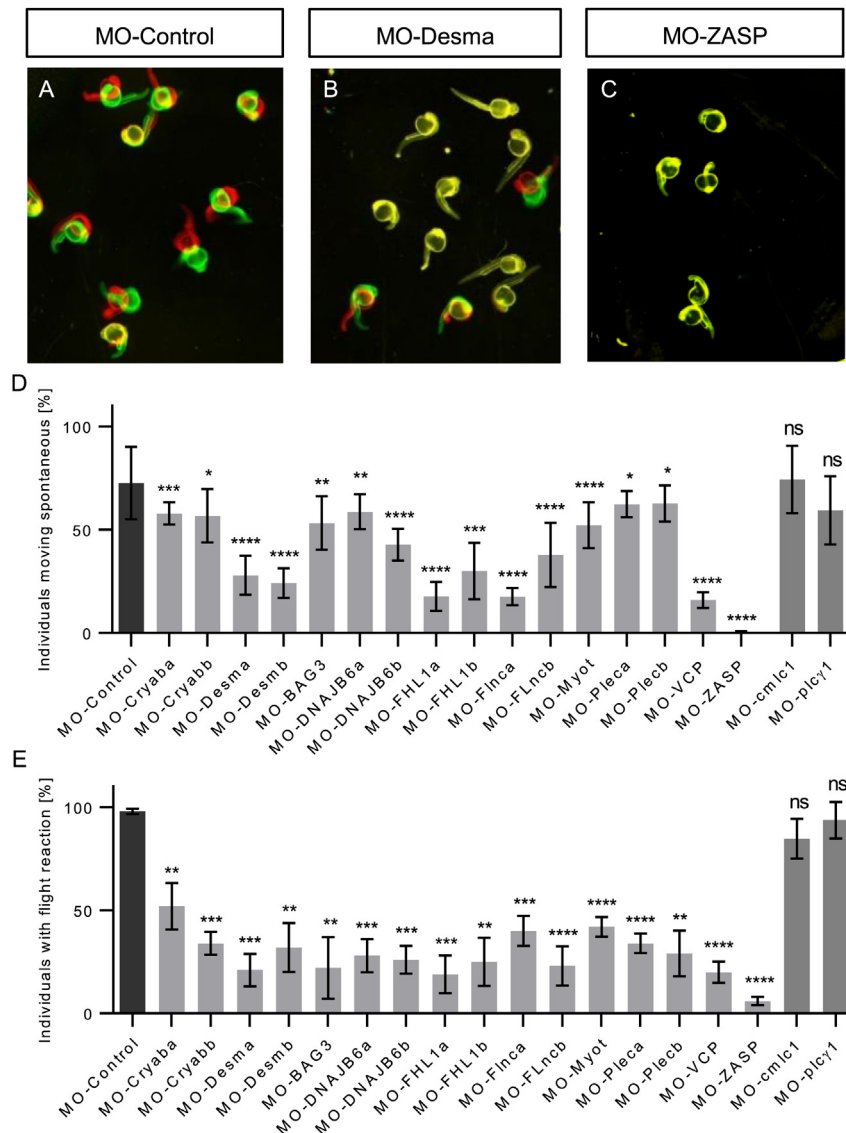 MO-Control
MO-Desma
MO-ZASP
A
B
C
D
Individuals moving spontaneous [%]
100
50
0
***
*
****
****
**
**
****
****
***
****
****
****
*
*
****
****
ns
ns
MO-Control
MO-Cryaba
MO-Cryabb
MO-Desma
MO-Desmb
MO-BAG3
MO-DNAJB6a
MO-DNAJB6b
MO-FHL1a
MO-FHL1b
MO-Flnca
MO-FLncb
MO-Myot
MO-Pleca
MO-Plecb
MO-VCP
MO-ZASP
MO-cmlc1
MO-plcγ1
E
Individuals with flight reaction [%]
100
50
0
**
***
***
**
**
***
***
***
**
***
****
****
****
**
****
****
ns
ns
MO-Control
MO-Cryaba
MO-Cryabb
MO-Desma
MO-Desmb
MO-BAG3
MO-DNAJB6a
MO-DNAJB6b
MO-FHL1a
MO-FHL1b
MO-Flnca
MO-FLncb
MO-Myot
MO-Pleca
MO-Plecb
MO-VCP
MO-ZASP
MO-cmlc1
MO-plcγ1